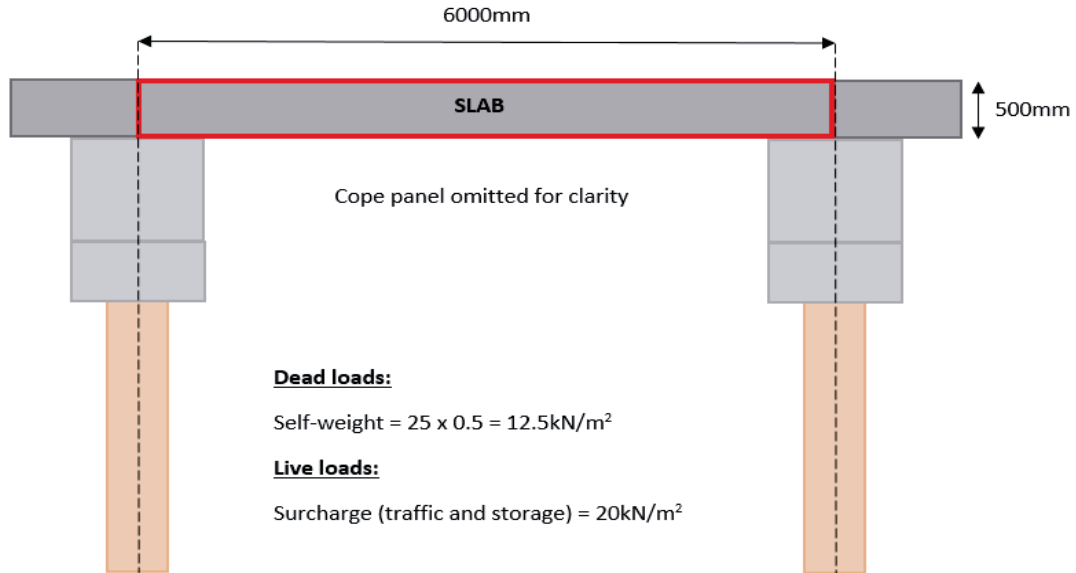 6000mm
SLAB
500mm
Cope panel omitted for clarity
Dead loads:
Self-weight = 25 x 0.5 = 12.5kN/m²
Live loads:
Surcharge (traffic and storage) = 20kN/m²